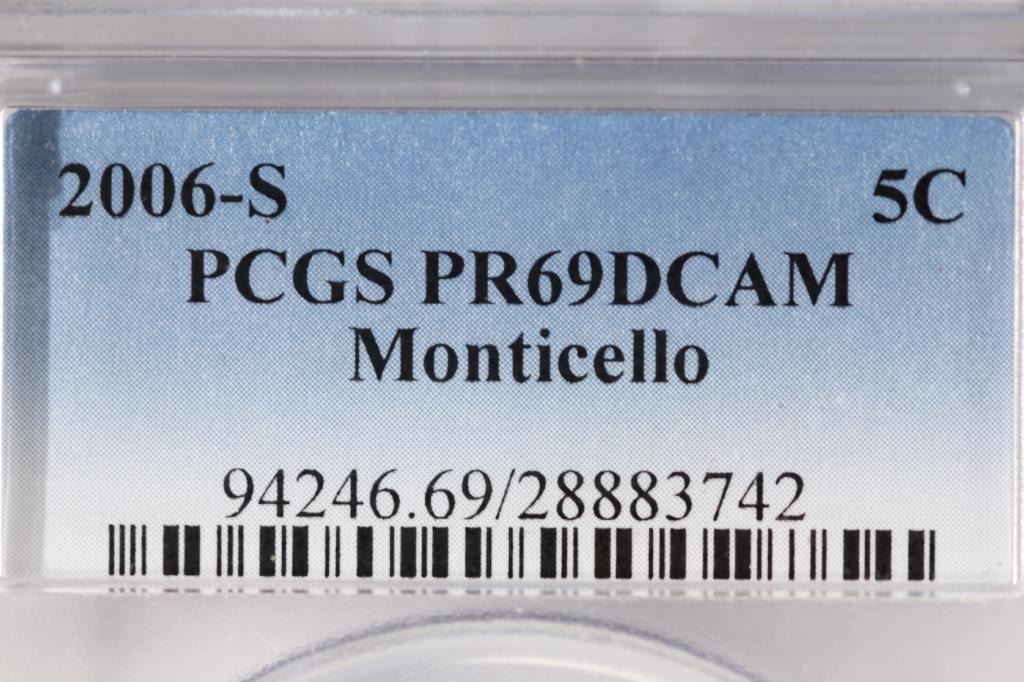 2006-S 5C
PCGS PR69DCAM
Monticello
94246.69/28883742